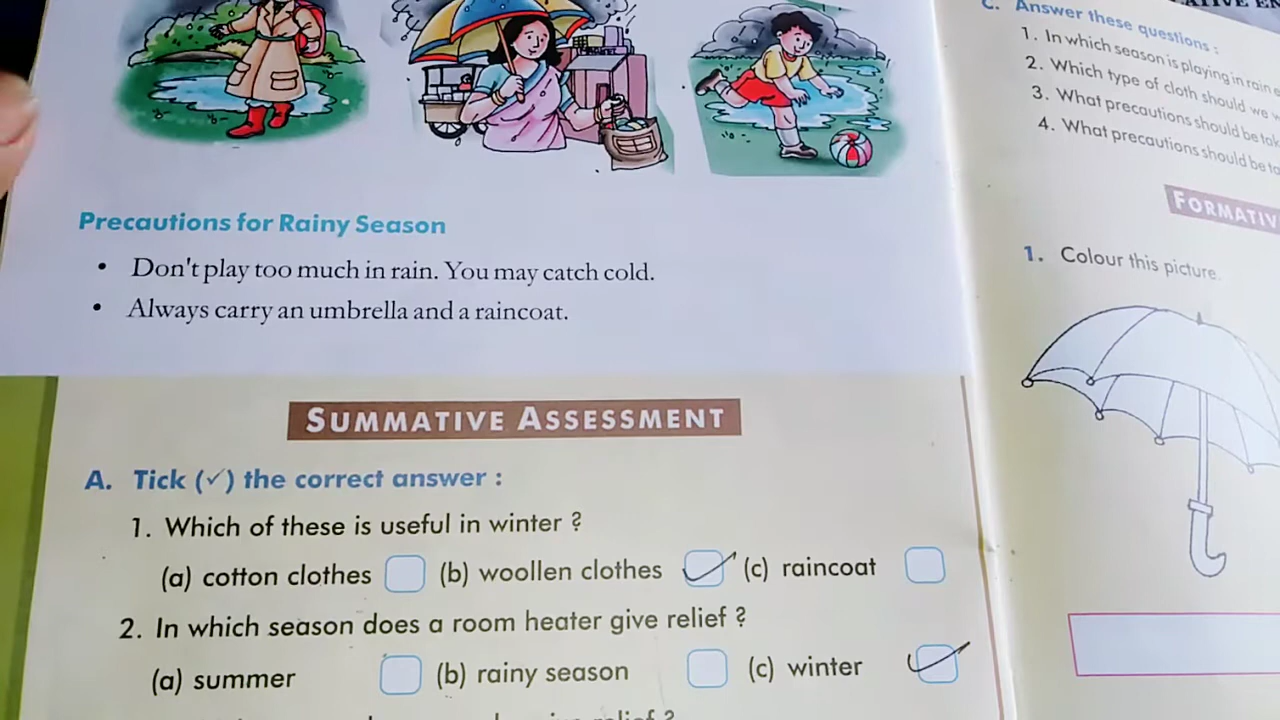 Precautions for Rainy Season
• Don't play too much in rain. You may catch cold.
• Always carry an umbrella and a raincoat.
SUMMATIVE ASSESSMENT
A. Tick (✓) the correct answer :
1. Which of these is useful in winter ?
(a) cotton clothes (b) woollen clothes ✓ (c) raincoat
2. In which season does a room heater give relief ?
(a) summer (b) rainy season (c) winter ✓
C. Answer these questions :
1. In which season is playing in rain
2. Which type of cloth should we
3. What precautions should be
4. What precautions should be
1. Colour this picture.